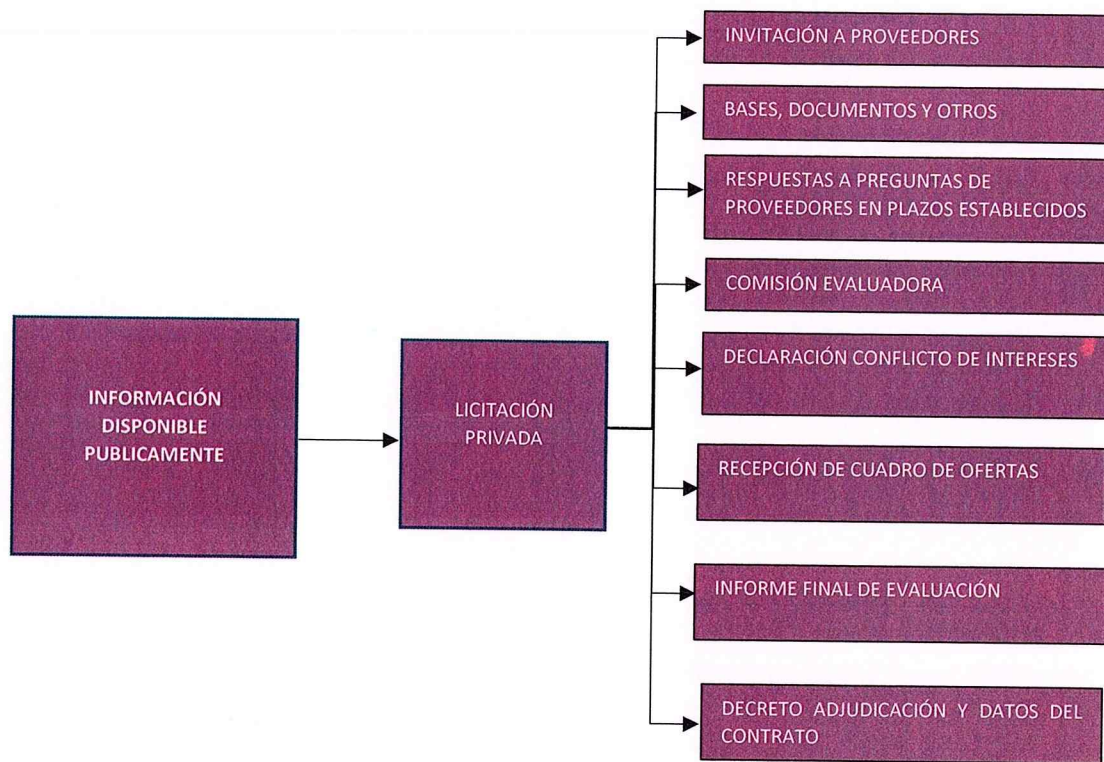 INFORMACIÓN
DISPONIBLE
PUBLICAMENTE
LICITACIÓN
PRIVADA
INVITACIÓN A PROVEEDORES
BASES, DOCUMENTOS Y OTROS
RESPUESTAS A PREGUNTAS DE
PROVEEDORES EN PLAZOS ESTABLECIDOS
COMISIÓN EVALUADORA
DECLARACIÓN CONFLICTO DE INTERESES
RECEPCIÓN DE CUADRO DE OFERTAS
INFORME FINAL DE EVALUACIÓN
DECRETO ADJUDICACIÓN Y DATOS DEL
CONTRATO